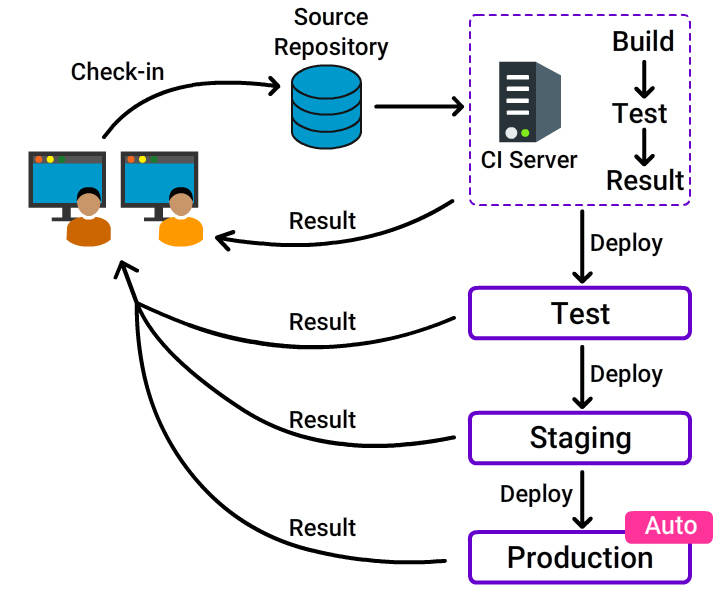 Source
Repository
Check-in
Build
Test
CI Server
Result
Result
Deploy
Result
Test
Deploy
Result
Staging
Deploy
Auto
Result
Production